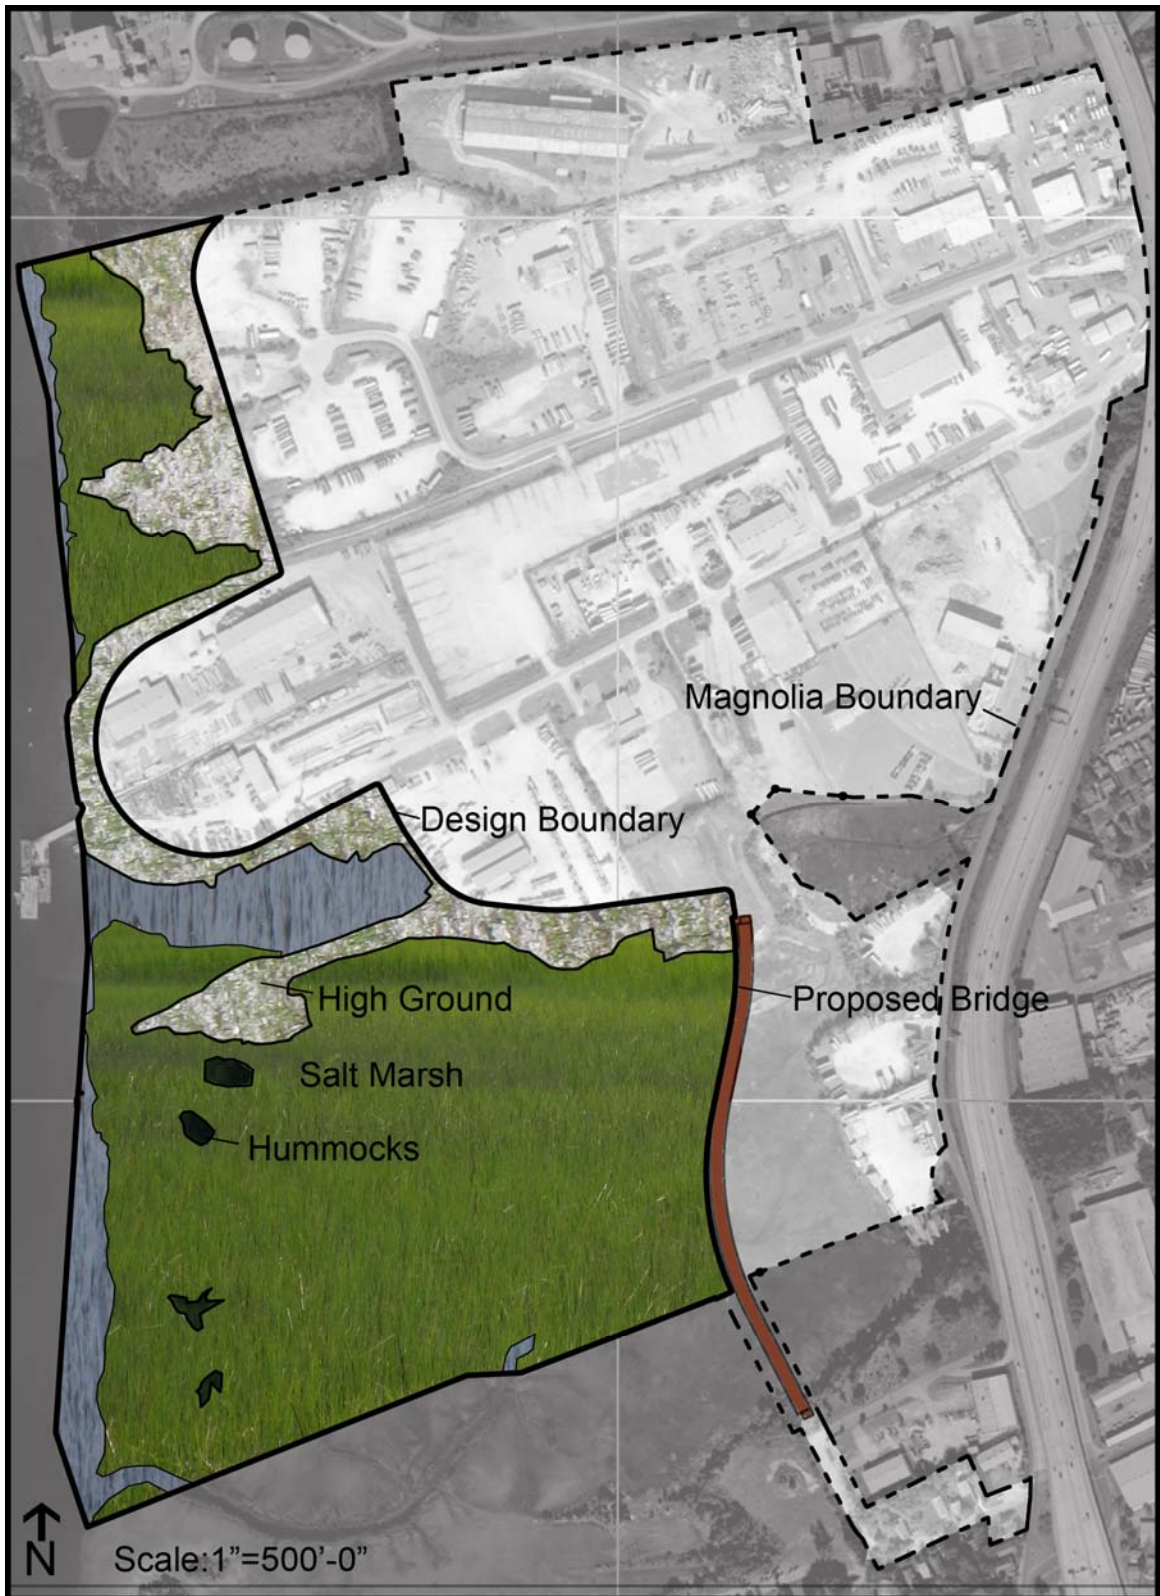 Magnolia Boundary
Design Boundary
High Ground
Proposed Bridge
Salt Marsh
Hummocks
N
Scale:1”=500’-0”